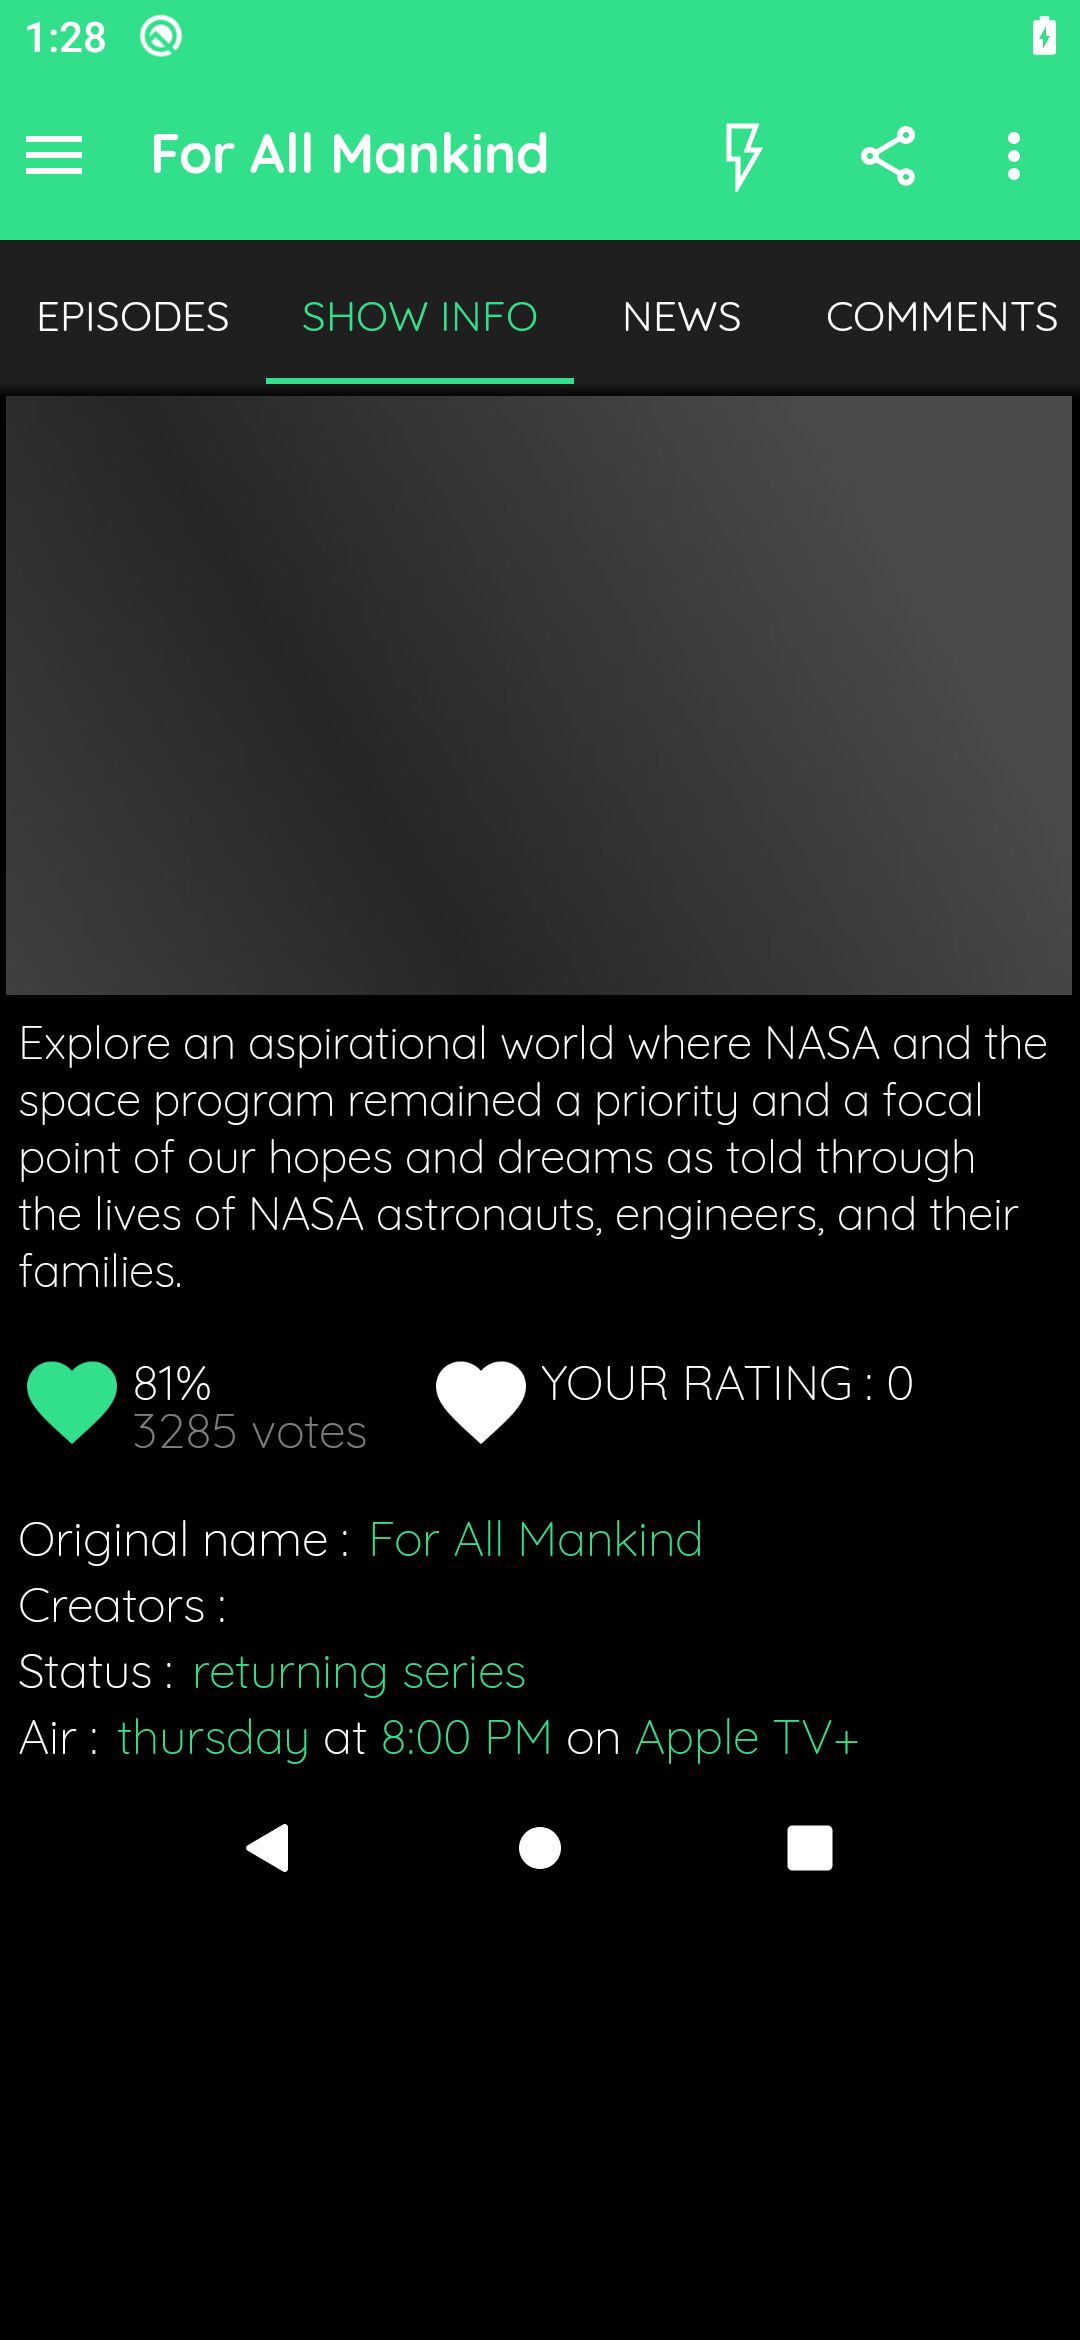 1:28
For All Mankind
EPISODES SHOW INFO NEWS COMMENTS
Explore an aspirational world where NASA and the
space program remained a priority and a focal
point of our hopes and dreams as told through
the lives of NASA astronauts, engineers, and their
families.
81% YOUR RATING : 0
3285 votes
Original name : For All Mankind
Creators :
Status : returning series
Air : thursday at 8:00 PM on Apple TV+